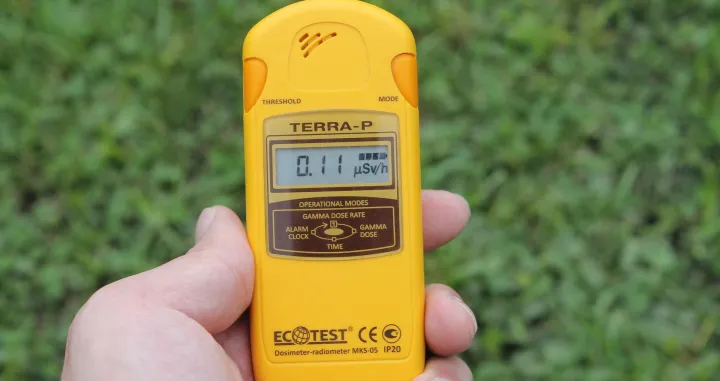 THRESHOLD MODE
TERRA-P
0.11 µSv/h
OPERATIONAL MODES
GAMMA DOSE RATE
ALARM CLOCK
GAMMA DOSE
TIME
ECOTEST® CE
Dosimeter-radiometer MKS-05 IP20